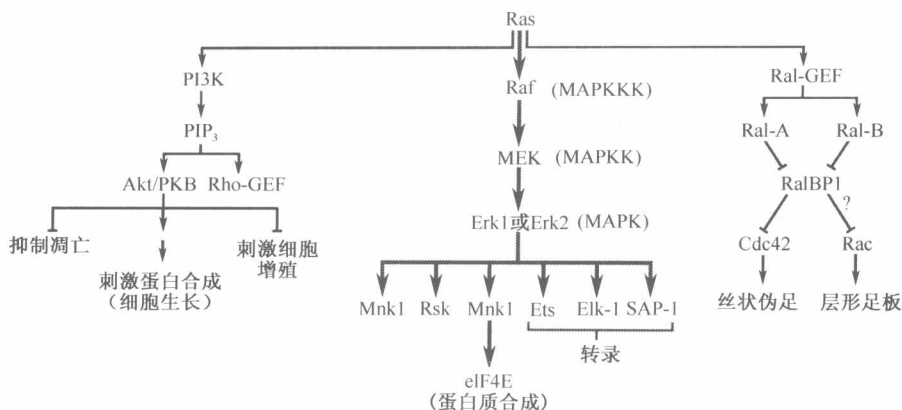 Ras
PI3K
Raf (MAPKKK)
Ral-GEF
PIP₃
Ral-A Ral-B
MEK (MAPKK)
Akt/PKB Rho-GEF
RalBP1
?
Erk1或Erk2 (MAPK)
抑制凋亡
刺激蛋白合成
(细胞生长)
刺激细胞
增殖
Cdc42 Rac
丝状伪足 层形足板
Mnk1 Rsk Mnk1 Ets Elk-1 SAP-1
转录
eIF4E
(蛋白质合成)